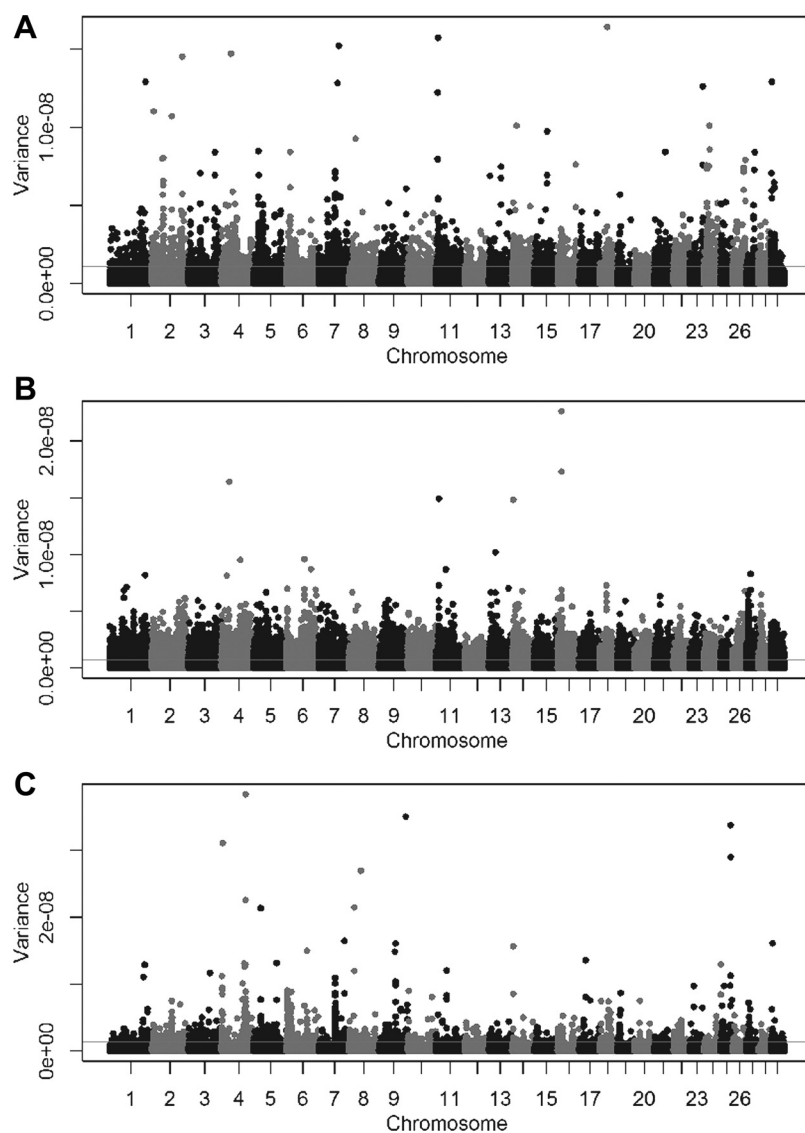 A
Variance
0.0e+00 1.0e-08
1 2 3 4 5 6 7 8 9 11 13 15 17 20 23 26
Chromosome
B
Variance
0.0e+00 1.0e-08 2.0e-08
1 2 3 4 5 6 7 8 9 11 13 15 17 20 23 26
Chromosome
C
Variance
0e+00 2e-08
1 2 3 4 5 6 7 8 9 11 13 15 17 20 23 26
Chromosome